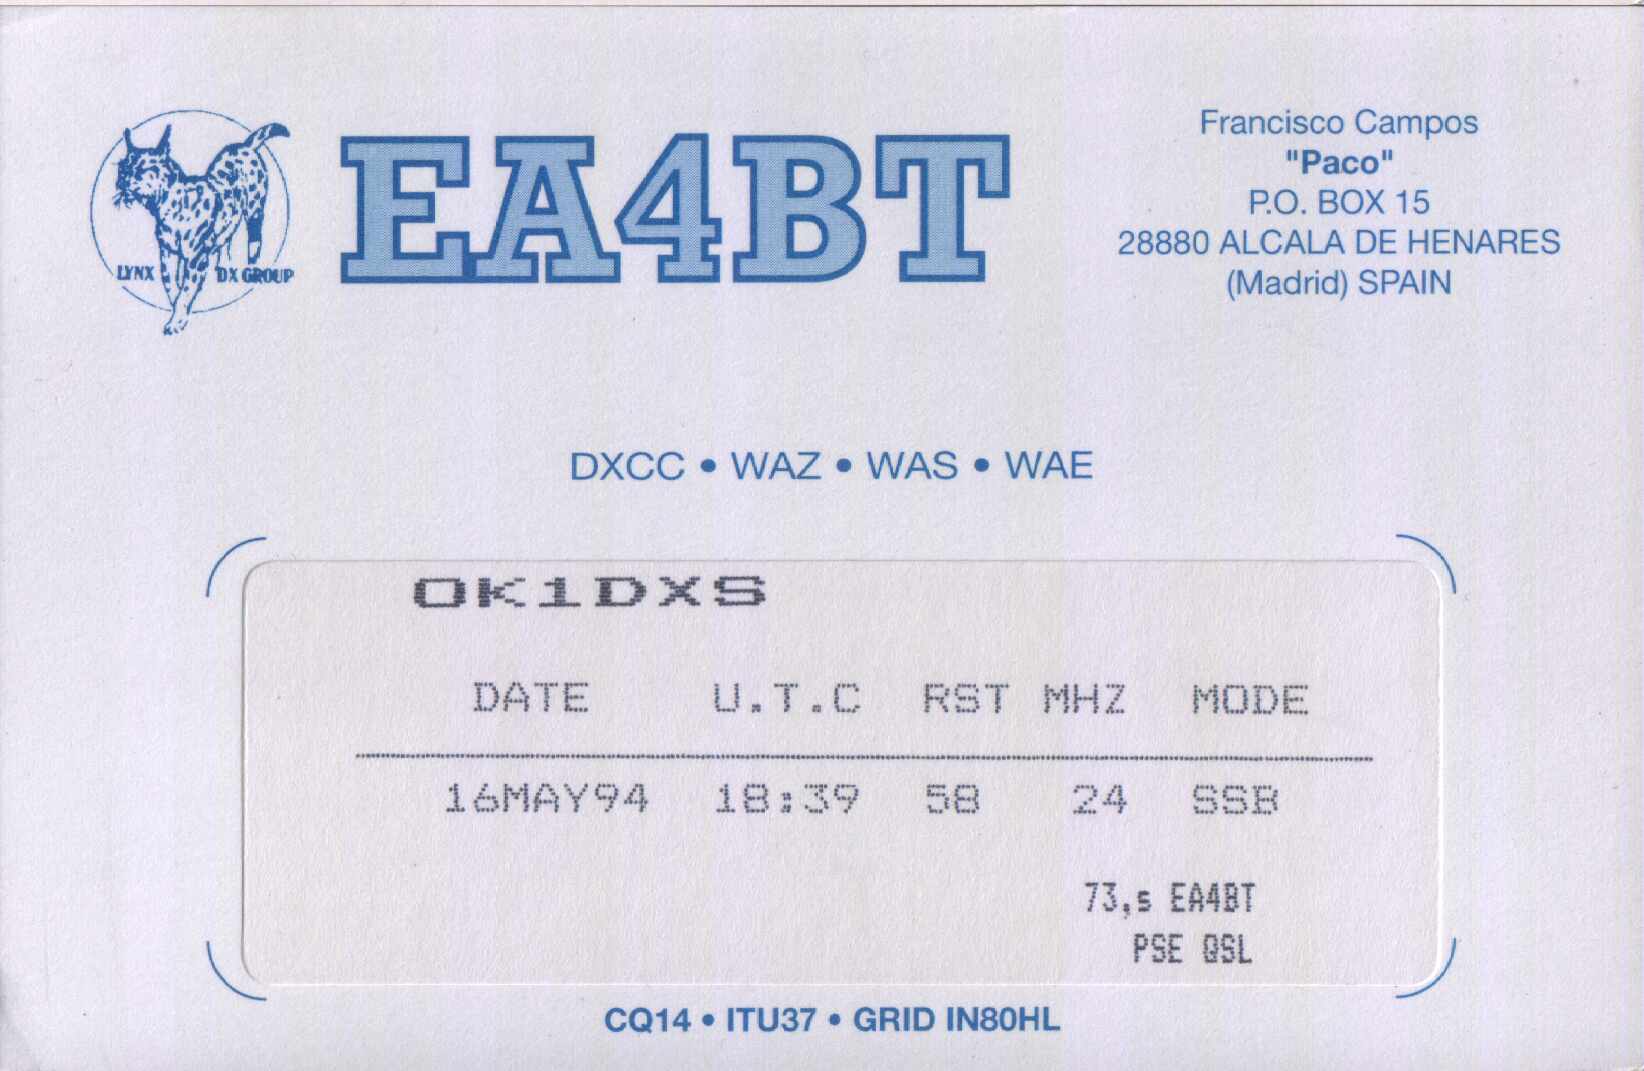 LYNX DX GROUP
EA4BT
Francisco Campos
"Paco"
P.O. BOX 15
28880 ALCALA DE HENARES
(Madrid) SPAIN
DXCC • WAZ • WAS • WAE
OK1DXS
DATE U.T.C RST MHZ MODE
16MAY94 18:39 58 24 SSB
73,s EA4BT
PSE QSL
CQ14 • ITU37 • GRID IN80HL